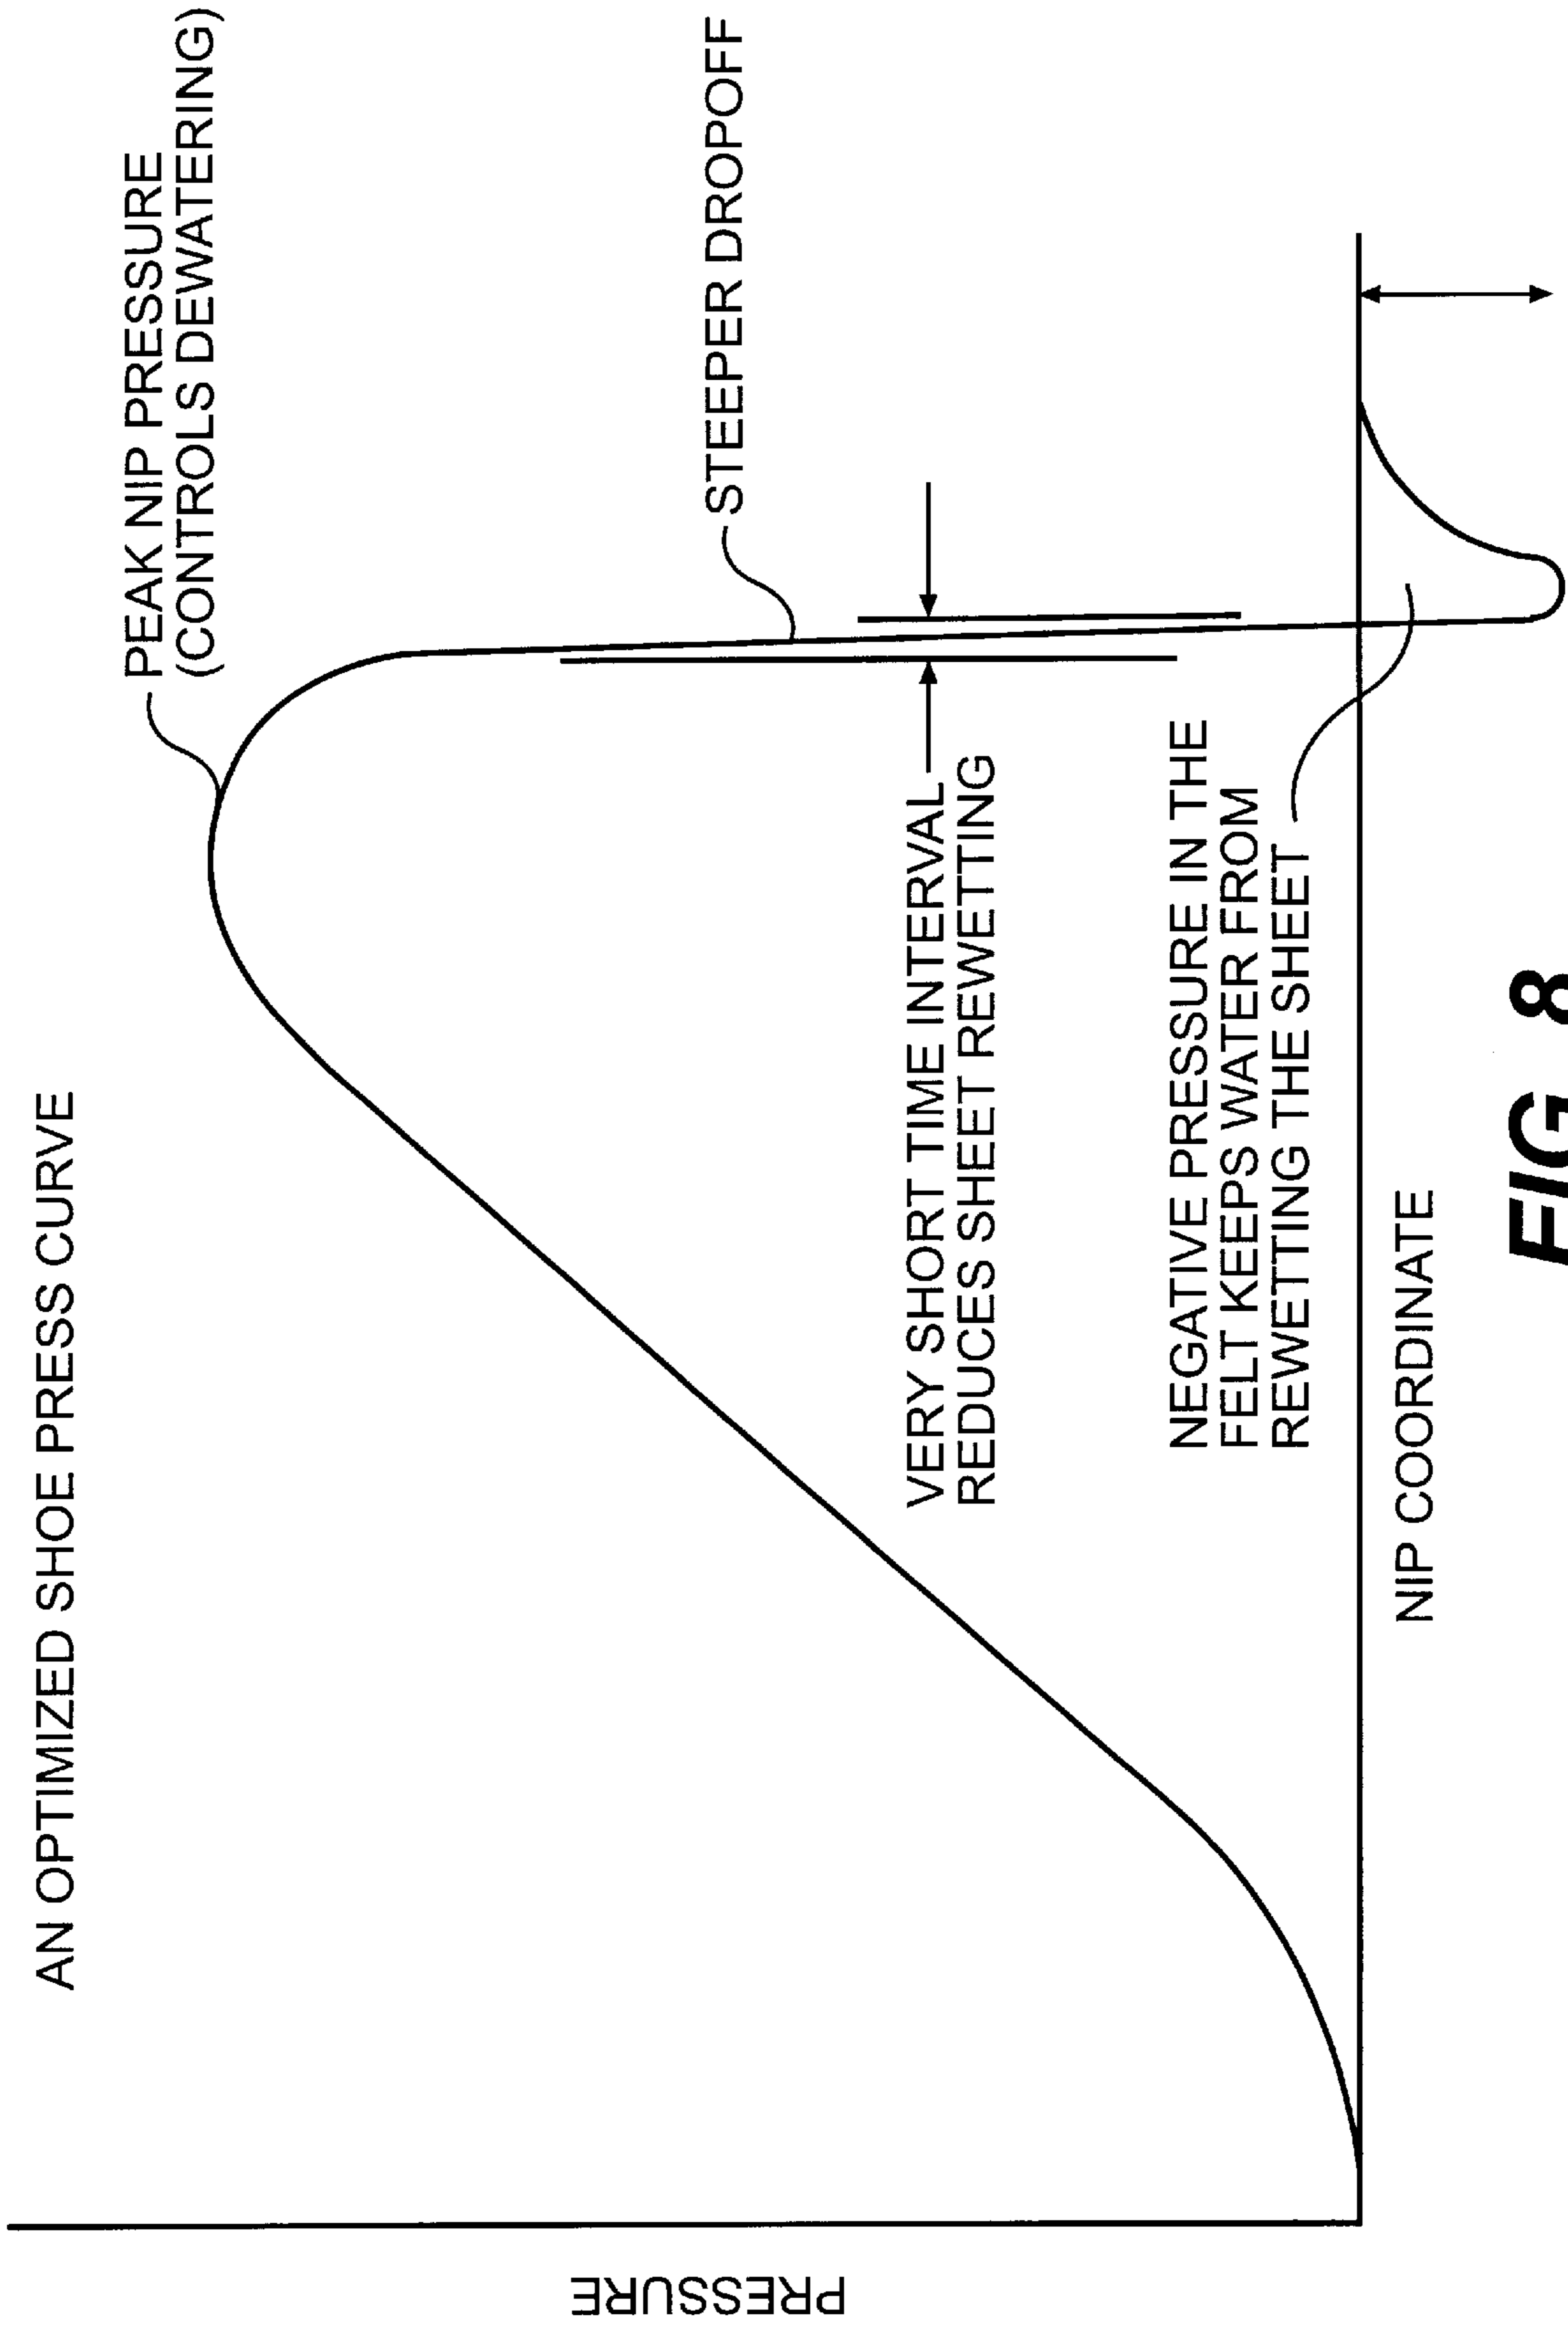 AN OPTIMIZED SHOE PRESS CURVE
PEAK NIP PRESSURE
(CONTROLS DEWATERING)
STEEPER DROPOFF
VERY SHORT TIME INTERVAL
REDUCES SHEET REWETTING
NEGATIVE PRESSURE IN THE
FELT KEEPS WATER FROM
REWETTING THE SHEET
PRESSURE
NIP COORDINATE
FIG 8